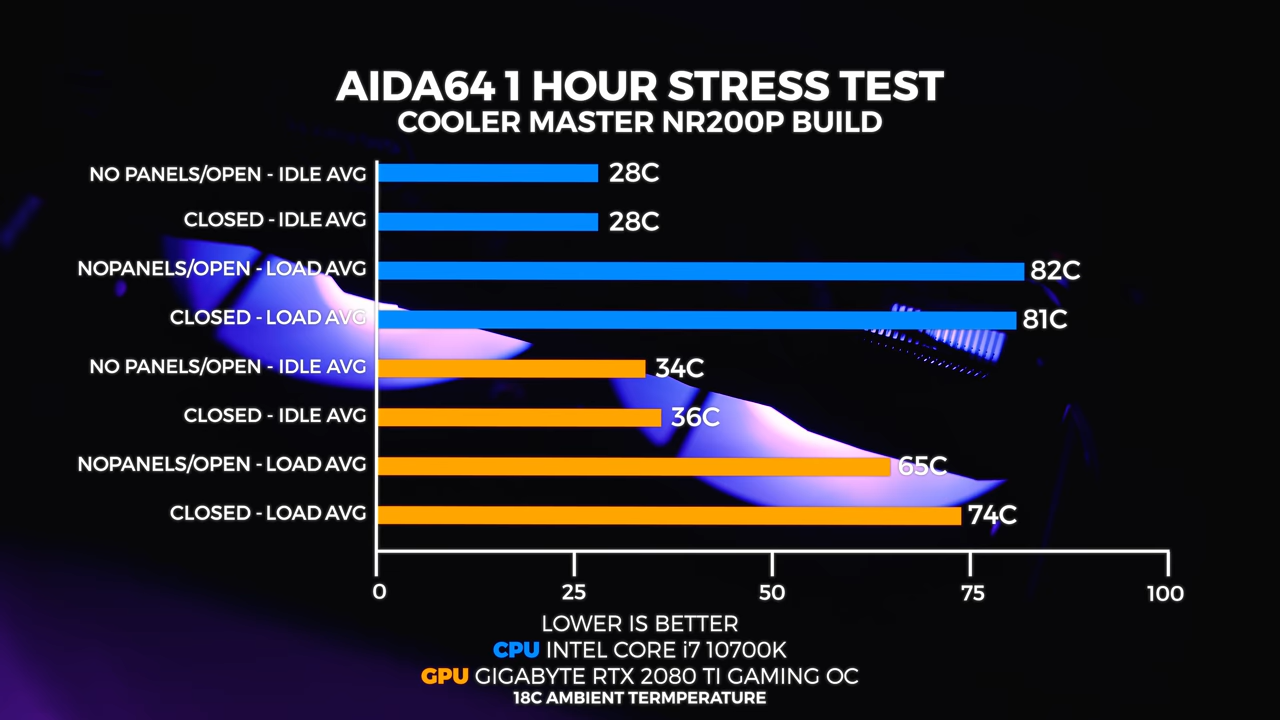 AIDA64 1 HOUR STRESS TEST
COOLER MASTER NR200P BUILD
NO PANELS/OPEN - IDLE AVG 28C
CLOSED - IDLE AVG 28C
NOPANELS/OPEN - LOAD AVG 82C
CLOSED - LOAD AVG 81C
NO PANELS/OPEN - IDLE AVG 34C
CLOSED - IDLE AVG 36C
NOPANELS/OPEN - LOAD AVG 65C
CLOSED - LOAD AVG 74C
0 25 50 75 100
LOWER IS BETTER
CPU INTEL CORE i7 10700K
GPU GIGABYTE RTX 2080 TI GAMING OC
18C AMBIENT TERMPERATURE